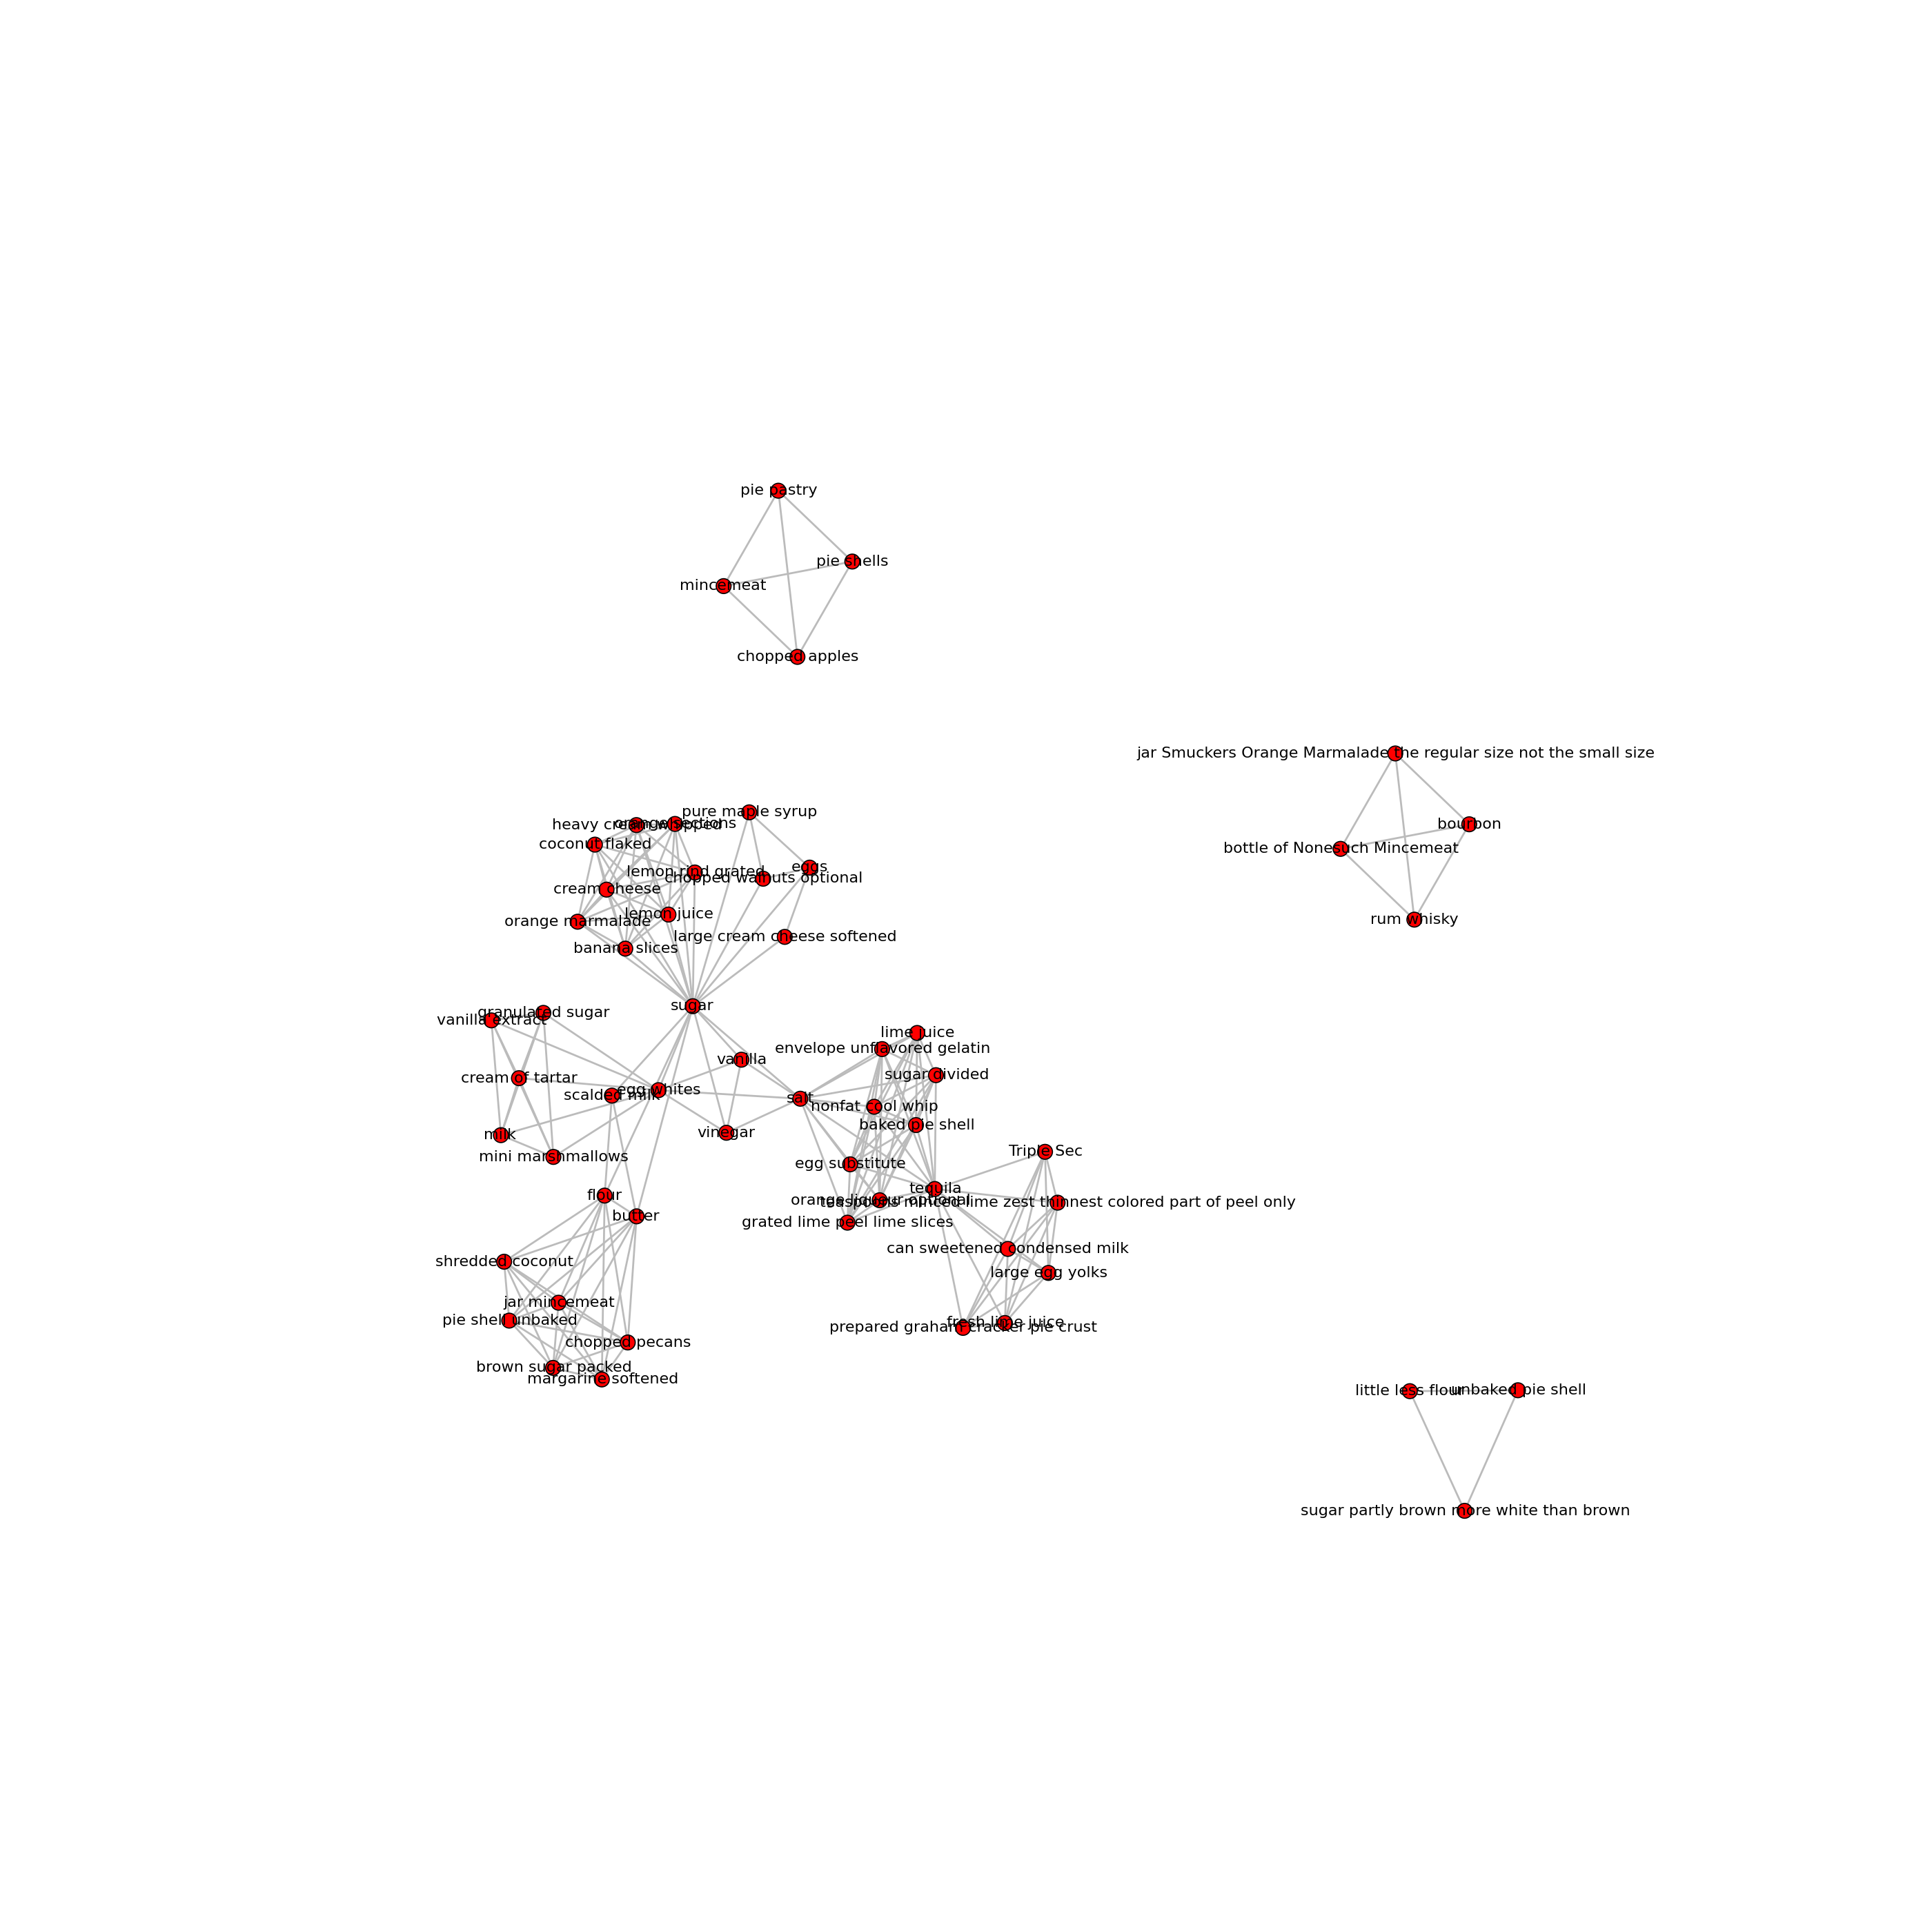 pie pastry
pie shells
mincemeat
chopped apples
jar Smuckers Orange Marmalade the regular size not the small size
bourbon
bottle of Nonesuch Mincemeat
rum whisky
pure maple syrup
heavy cream whipped
orange sections
coconut flaked
eggs
lemon rind grated
chopped walnuts optional
cream cheese
lemon juice
orange marmalade
large cream cheese softened
banana slices
sugar
granulated sugar
vanilla extract
lime juice
envelope unflavored gelatin
vanilla
sugar divided
cream of tartar
egg whites
scalded milk
salt
nonfat cool whip
baked pie shell
vinegar
milk
mini marshmallows
Triple Sec
egg substitute
tequila
flour
orange liqueur optional
teaspoons minced lime zest thinnest colored part of peel only
butter
grated lime peel lime slices
can sweetened condensed milk
shredded coconut
large egg yolks
jar mincemeat
pie shell unbaked
fresh lime juice
prepared graham cracker pie crust
chopped pecans
brown sugar packed
margarine softened
little less flour
unbaked pie shell
sugar partly brown more white than brown